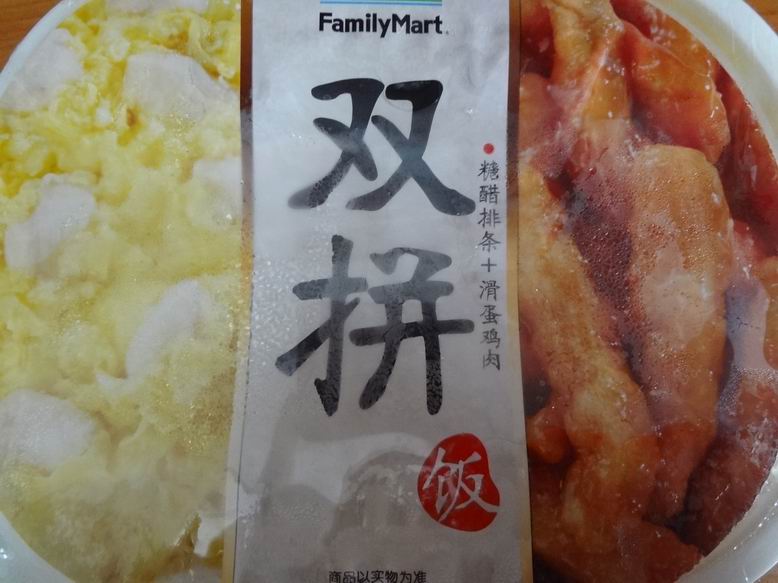 FamilyMart
双拼
糖醋排条+滑蛋鸡肉
饭
商品以实物为准